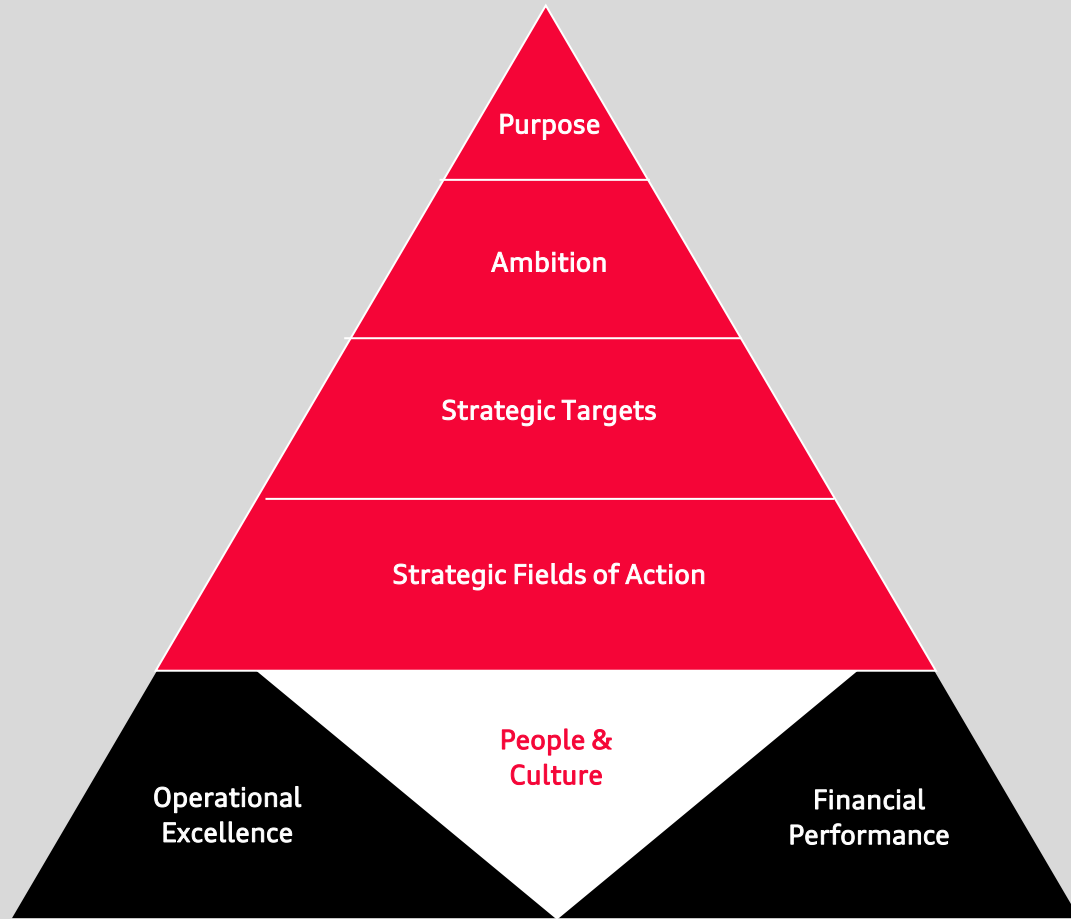 Purpose
Ambition
Strategic Targets
Strategic Fields of Action
People &
Culture
Operational
Excellence
Financial
Performance